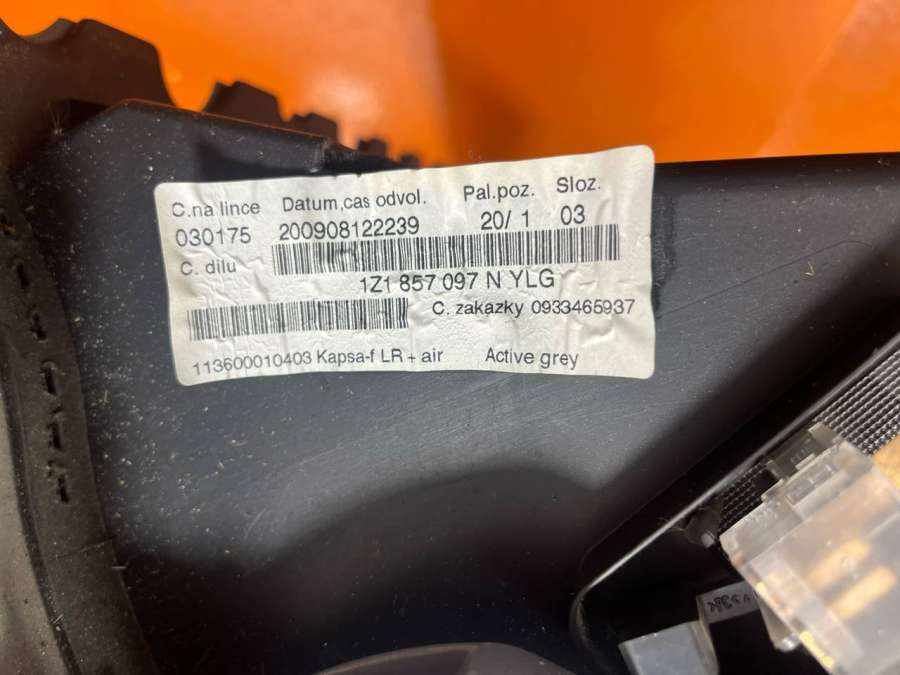 C.na lince Datum,cas odvol. Pal.poz. Sloz.
030175 200908122239 20/ 1 03
C. dilu
1Z1 857 097 N YLG
C. zakazky 0933465937
113600010403 Kapsa-f LR + air Active grey